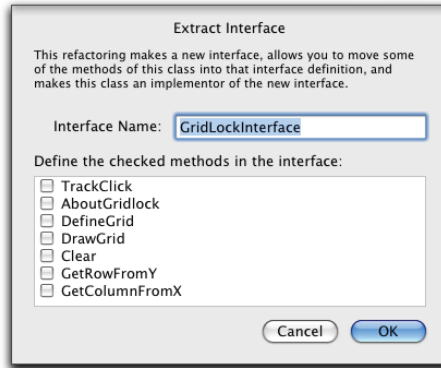 Extract Interface
This refactoring makes a new interface, allows you to move some
of the methods of this class into that interface definition, and
makes this class an implementor of the new interface.
Interface Name: GridLockInterface
Define the checked methods in the interface:
TrackClick
AboutGridlock
DefineGrid
DrawGrid
Clear
GetRowFromY
GetColumnFromX
Cancel OK